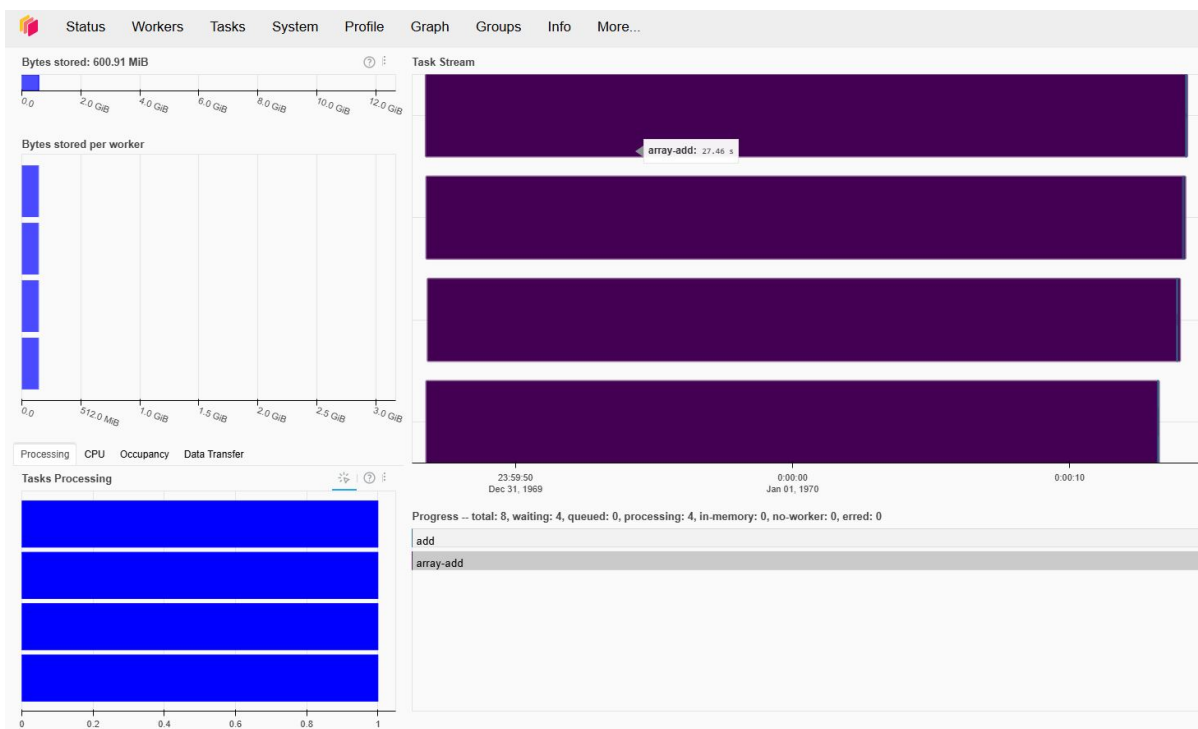 Status Workers Tasks System Profile Graph Groups Info More...
Bytes stored: 600.91 MiB
0.0 2.0 GiB 4.0 GiB 6.0 GiB 8.0 GiB 10.0 GiB 12.0 GiB
Bytes stored per worker
0.0 512.0 MiB 1.0 GiB 1.5 GiB 2.0 GiB 2.5 GiB 3.0 GiB
Processing CPU Occupancy Data Transfer
Tasks Processing
0 0.2 0.4 0.6 0.8 1
Task Stream
array-add: 27.46 s
23:59:50 0:00:00 0:00:10
Dec 31, 1969 Jan 01, 1970
Progress -- total: 8, waiting: 4, queued: 0, processing: 4, in-memory: 0, no-worker: 0, erred: 0
add
array-add